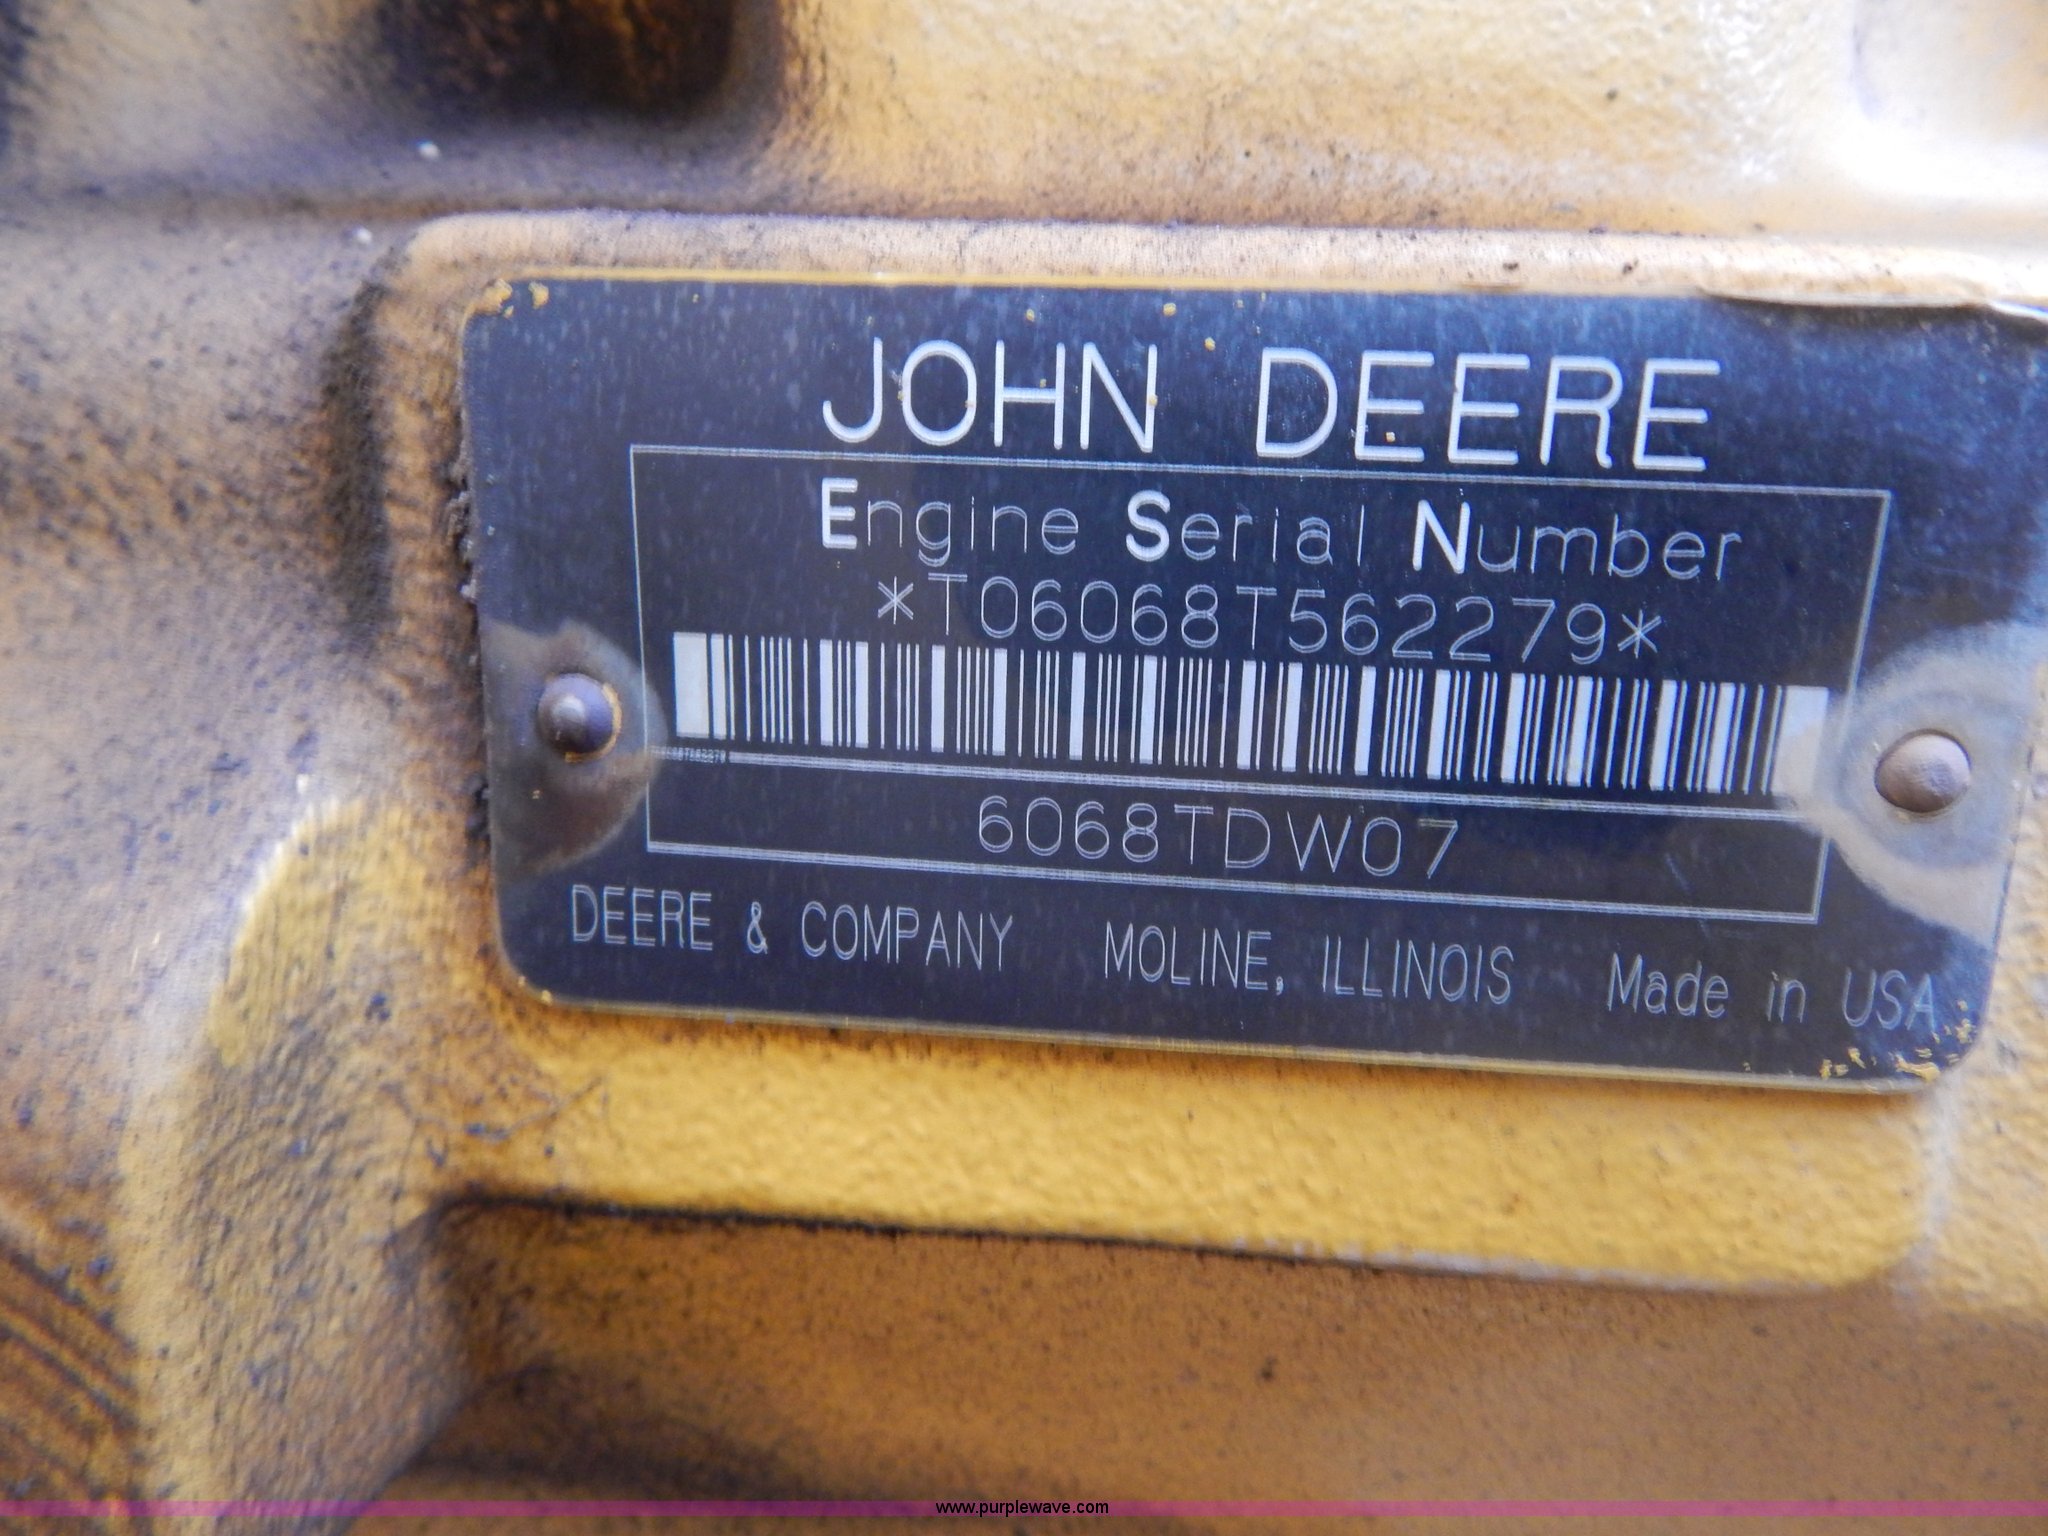 JOHN DEERE
Engine Serial Number
*T06068T562279*
6068TDW07
DEERE & COMPANY MOLINE, ILLINOIS Made in USA
www.purplewave.com